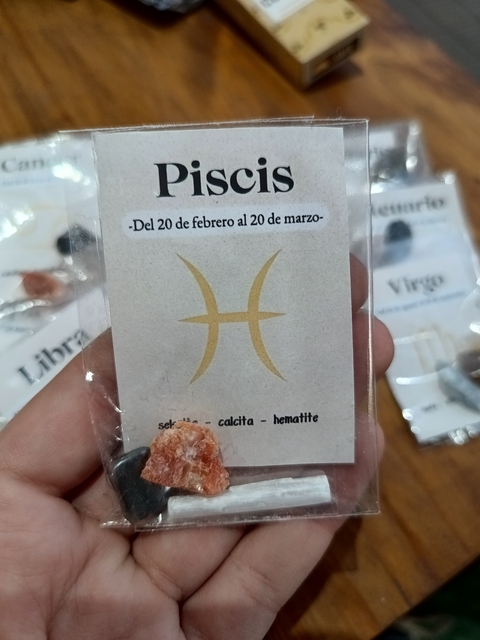 Piscis
-Del 20 de febrero al 20 de marzo-
- calcita - hematite
Libra
Virgo